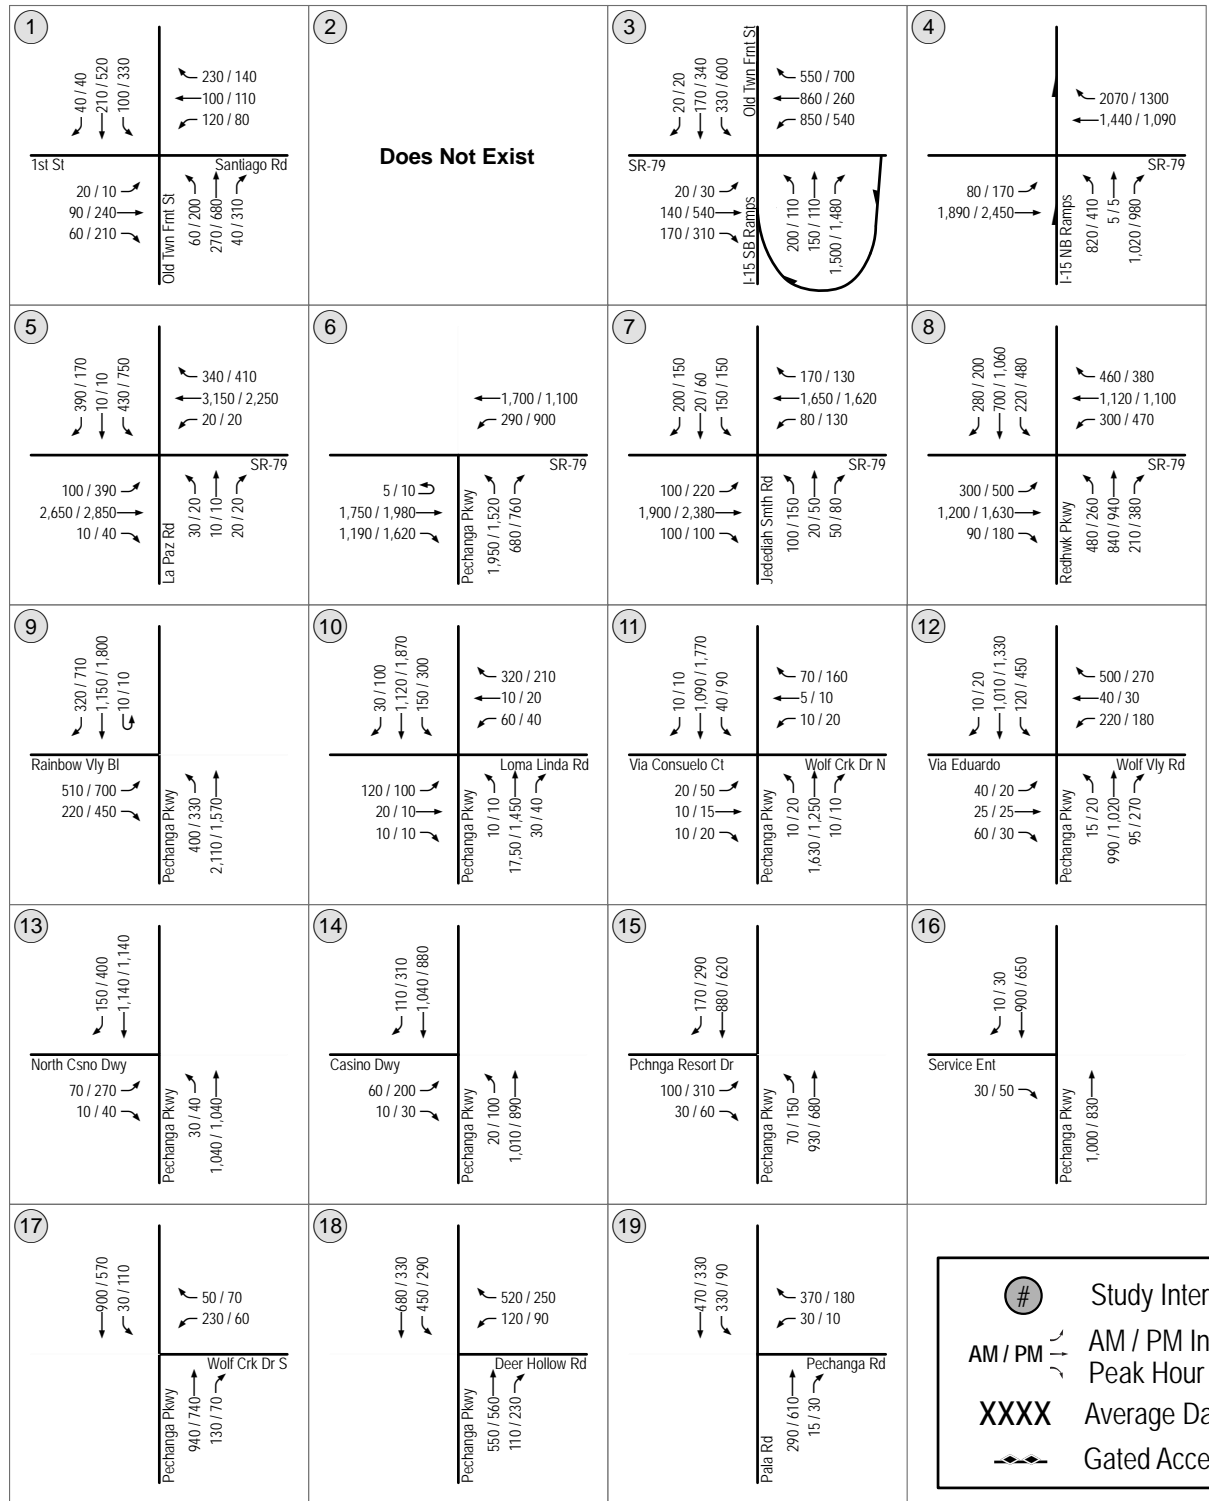 1
40 / 40
210 / 520
100 / 330
230 / 140
100 / 110
120 / 80
1st St
Santiago Rd
20 / 10
90 / 240
60 / 210
Old Twn Frnt St
60 / 200
270 / 680
40 / 310
2
Does Not Exist
3
20 / 20
170 / 340
330 / 600
Old Twn Frnt St
550 / 700
860 / 260
850 / 540
SR-79
20 / 30
140 / 540
170 / 310
I-15 SB Ramps
200 / 110
150 / 110
1,500 / 1,480
4
2070 / 1300
1,440 / 1,090
SR-79
80 / 170
1,890 / 2,450
I-15 NB Ramps
820 / 410
5 / 5
1,020 / 980
5
390 / 170
10 / 10
430 / 750
340 / 410
3,150 / 2,250
20 / 20
SR-79
100 / 390
2,650 / 2,850
10 / 40
La Paz Rd
30 / 20
10 / 10
20 / 20
6
1,700 / 1,100
290 / 900
SR-79
5 / 10
1,750 / 1,980
1,190 / 1,620
Pechanga Pkwy
1,950 / 1,520
680 / 760
7
200 / 150
20 / 60
150 / 150
170 / 130
1,650 / 1,620
80 / 130
SR-79
100 / 220
1,900 / 2,380
100 / 100
Jedediah Smth Rd
100 / 150
20 / 50
50 / 80
8
280 / 200
700 / 1,060
220 / 480
460 / 380
1,120 / 1,100
300 / 470
SR-79
300 / 500
1,200 / 1,630
90 / 180
Redhwk Pkwy
480 / 260
840 / 940
210 / 380
9
320 / 710
1,150 / 1,800
10 / 10
Rainbow Vly Bl
510 / 700
220 / 450
Pechanga Pkwy
400 / 330
2,110 / 1,570
10
30 / 100
1,120 / 1,870
150 / 300
320 / 210
10 / 20
60 / 40
Loma Linda Rd
120 / 100
20 / 10
10 / 10
Pechanga Pkwy
10 / 10
17,50 / 1,450
30 / 40
11
10 / 10
1,090 / 1,770
40 / 90
70 / 160
5 / 10
10 / 20
Via Consuelo Ct
Wolf Crk Dr N
20 / 50
10 / 15
10 / 20
Pechanga Pkwy
10 / 20
1,630 / 1,250
10 / 10
12
10 / 20
1,010 / 1,330
120 / 450
500 / 270
40 / 30
220 / 180
Via Eduardo
Wolf Vly Rd
40 / 20
25 / 25
60 / 30
Pechanga Pkwy
15 / 20
990 / 1,020
95 / 270
13
150 / 400
1,140 / 1,140
North Csno Dwy
70 / 270
10 / 40
Pechanga Pkwy
30 / 40
1,040 / 1,040
14
110 / 310
1,040 / 880
Casino Dwy
60 / 200
10 / 30
Pechanga Pkwy
20 / 100
1,010 / 890
15
170 / 290
880 / 620
Pchnga Resort Dr
100 / 310
30 / 60
Pechanga Pkwy
70 / 150
930 / 680
16
10 / 30
900 / 650
Service Ent
30 / 50
Pechanga Pkwy
1,000 / 830
17
900 / 570
30 / 110
50 / 70
230 / 60
Wolf Crk Dr S
Pechanga Pkwy
940 / 740
130 / 70
18
680 / 330
450 / 290
520 / 250
120 / 90
Deer Hollow Rd
Pechanga Pkwy
550 / 560
110 / 230
19
470 / 330
330 / 90
370 / 180
30 / 10
Pechanga Rd
Pala Rd
290 / 610
15 / 30
# Study Inter
AM / PM AM / PM In
Peak Hour
XXXX Average Da
Gated Acce